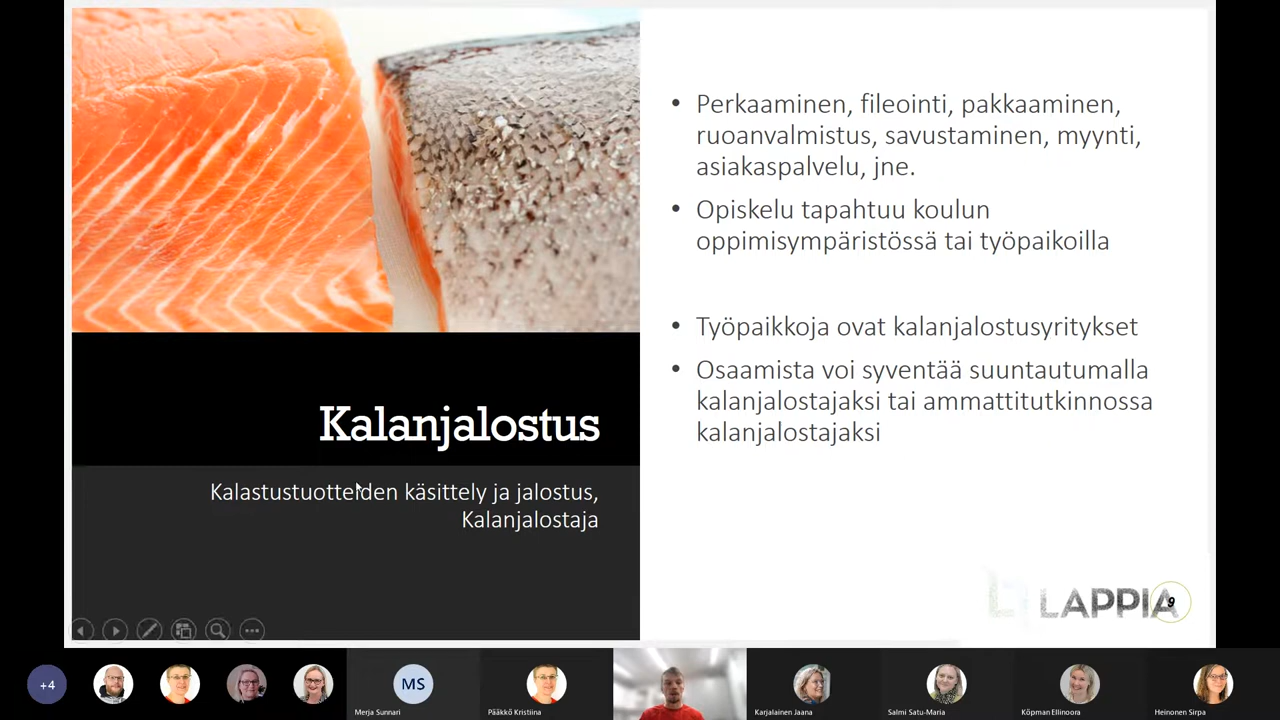 Perkaaminen, fileointi, pakkaaminen,
ruoanvalmistus, savustaminen, myynti,
asiakaspalvelu, jne.
Opiskelu tapahtuu koulun
oppimisympäristössä tai työpaikoilla
Työpaikkoja ovat kalanjalostusyritykset
Osaamista voi syventää suuntautumalla
kalanjalostajaksi tai ammattitutkinnossa
kalanjalostajaksi
Kalanjalostus
Kalastustuotteiden käsittely ja jalostus,
Kalanjalostaja
LAPPIA
9
+4
MS
Merja Sunnari
Pääkkö Kristiina
Karjalainen Jaana
Salmi Satu-Maria
Köpman Ellinoora
Heinonen Sirpa